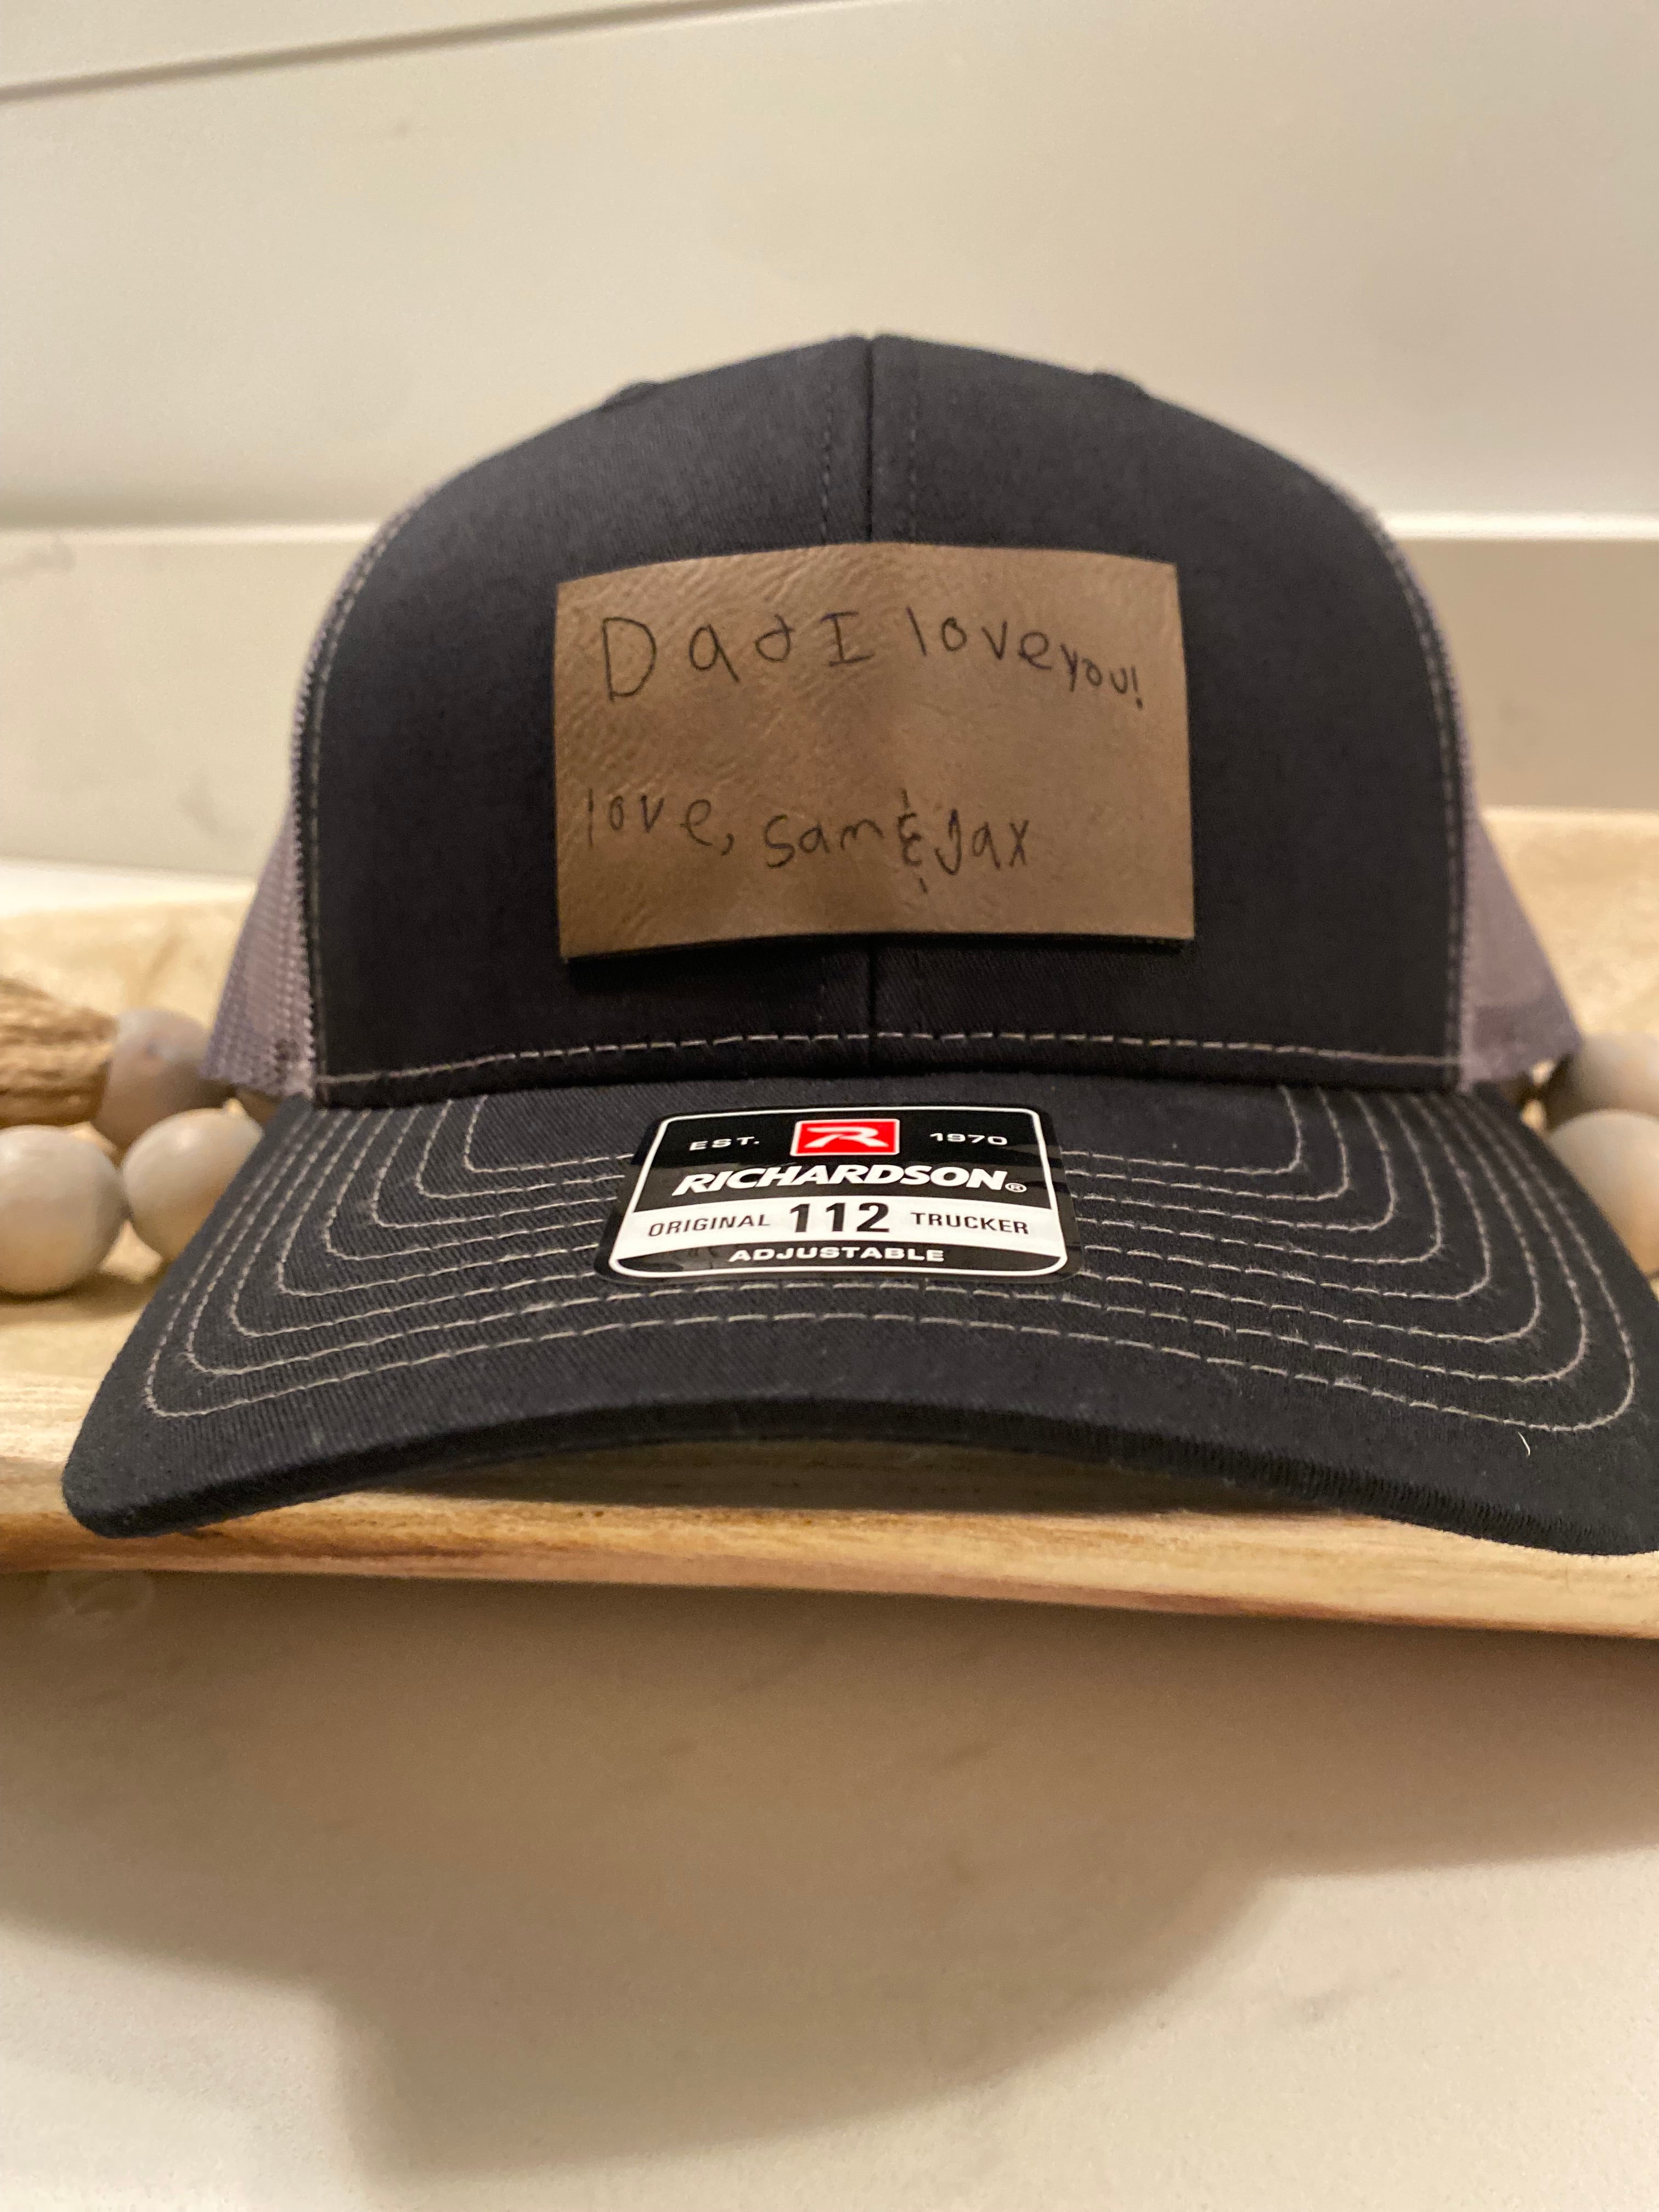 Dad I love you!
love, sam & Jax
EST. R 1970
RICHARDSON®
ORIGINAL 112 TRUCKER
ADJUSTABLE